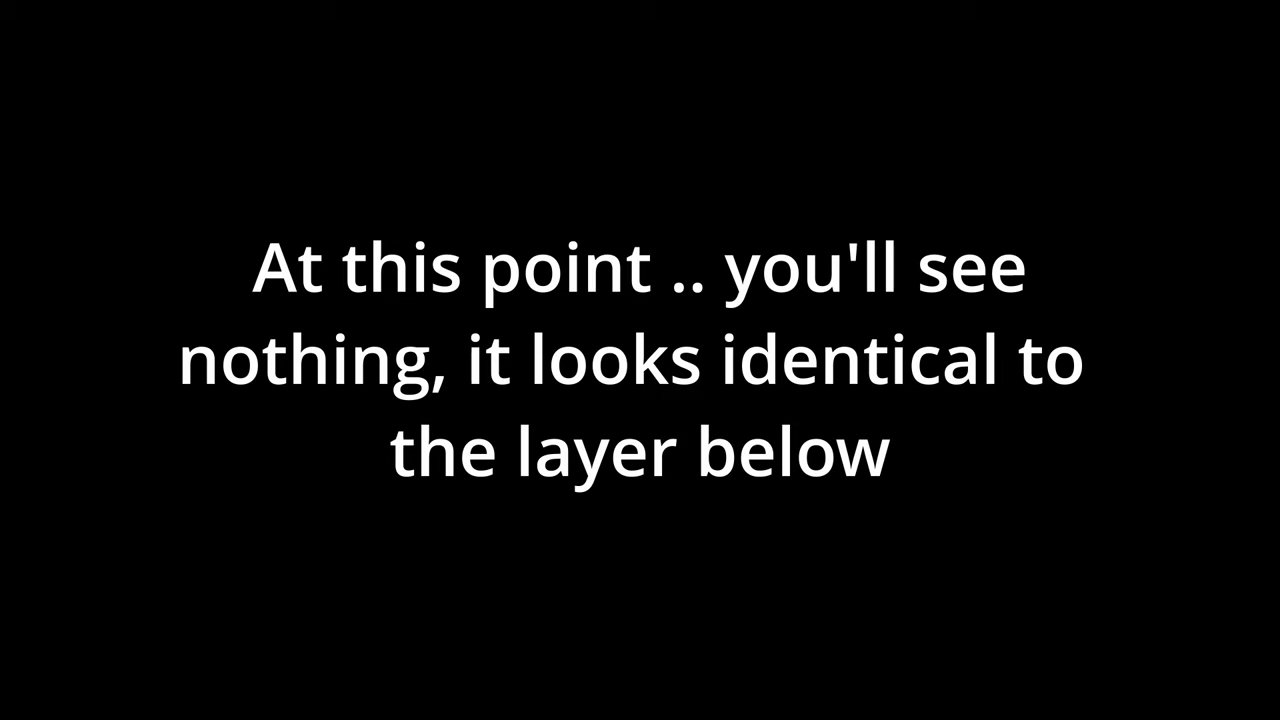 At this point .. you'll see
nothing, it looks identical to
the layer below